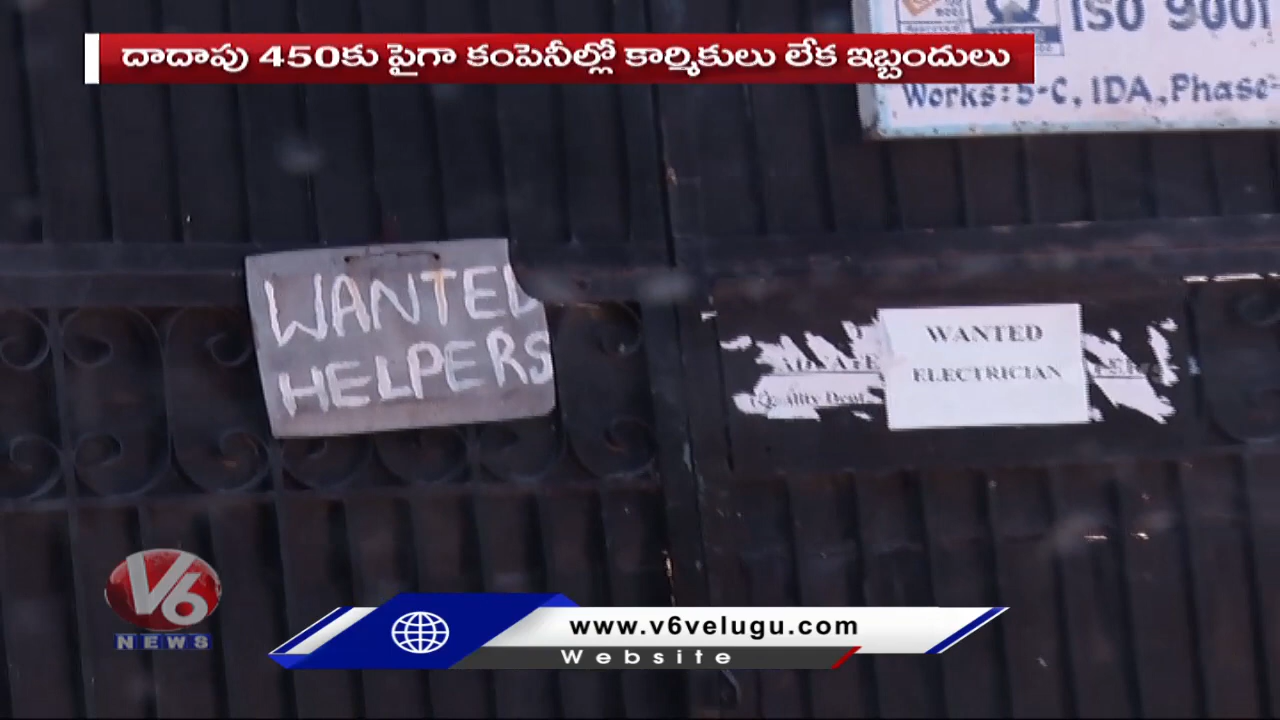 దాదాపు 450కు పైగా కంపెనీల్లో కార్మికులు లేక ఇబ్బందులు
ISO 9001
Works:5-C, IDA, Phase-
WANTED
HELPERS
WANTED
ELECTRICIAN
Quality Dept.
V6
NEWS
www.v6velugu.com
Website